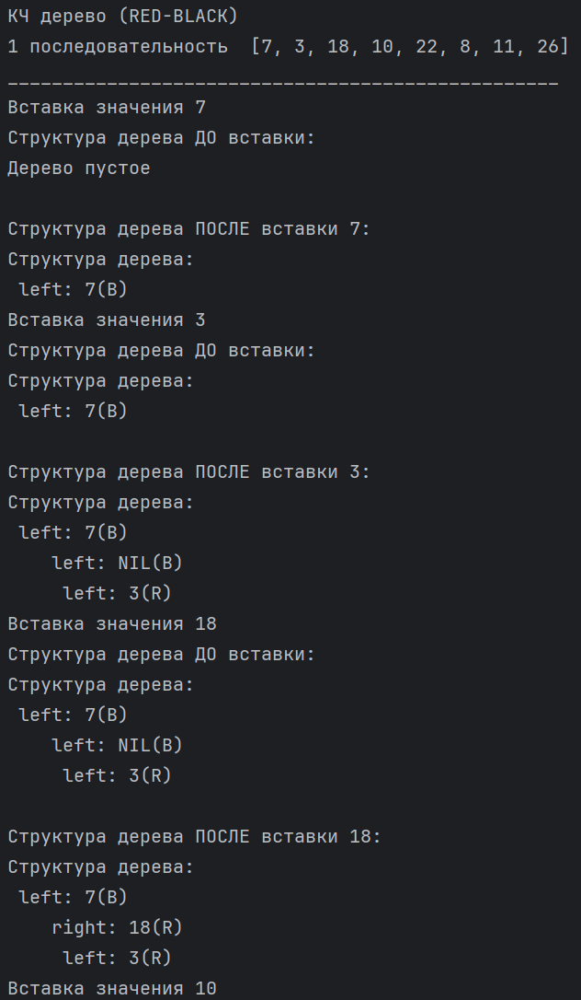 КЧ дерево (RED-BLACK)
1 последовательность  [7, 3, 18, 10, 22, 8, 11, 26]
__________________________________________________
Вставка значения 7
Структура дерева ДО вставки:
Дерево пустое

Структура дерева ПОСЛЕ вставки 7:
Структура дерева:
 left: 7(B)
Вставка значения 3
Структура дерева ДО вставки:
Структура дерева:
 left: 7(B)

Структура дерева ПОСЛЕ вставки 3:
Структура дерева:
 left: 7(B)
    left: NIL(B)
     left: 3(R)
Вставка значения 18
Структура дерева ДО вставки:
Структура дерева:
 left: 7(B)
    left: NIL(B)
     left: 3(R)

Структура дерева ПОСЛЕ вставки 18:
Структура дерева:
 left: 7(B)
    right: 18(R)
     left: 3(R)
Вставка значения 10